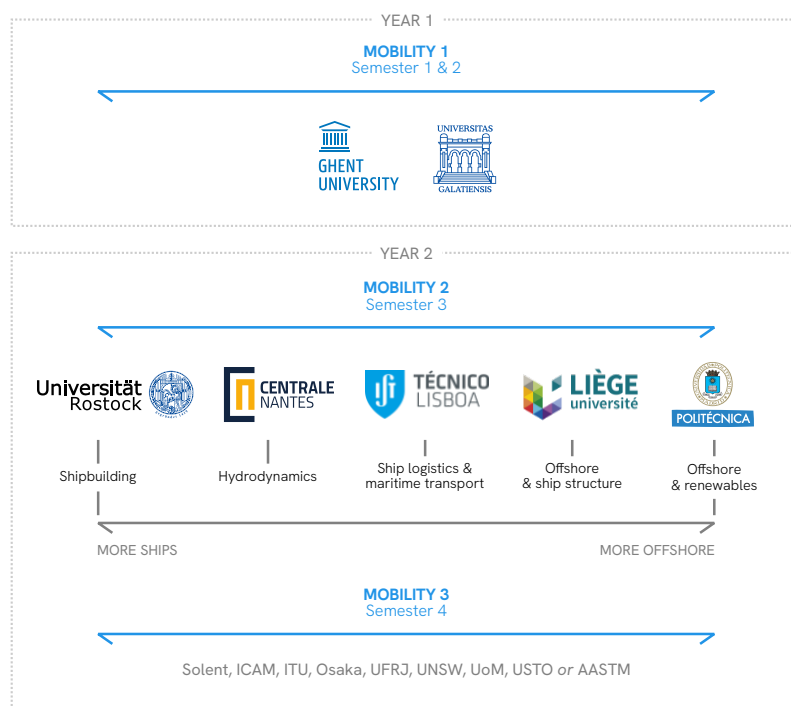 YEAR 1
MOBILITY 1
Semester 1 & 2
GHENT
UNIVERSITY
UNIVERSITAS
GALATIENSIS
YEAR 2
MOBILITY 2
Semester 3
Universität
Rostock
CENTRALE
NANTES
TÉCNICO
LISBOA
LIÈGE
université
POLITÉCNICA
Shipbuilding
Hydrodynamics
Ship logistics &
maritime transport
Offshore
& ship structure
Offshore
& renewables
MORE SHIPS
MORE OFFSHORE
MOBILITY 3
Semester 4
Solent, ICAM, ITU, Osaka, UFRJ, UNSW, UoM, USTO or AASTM